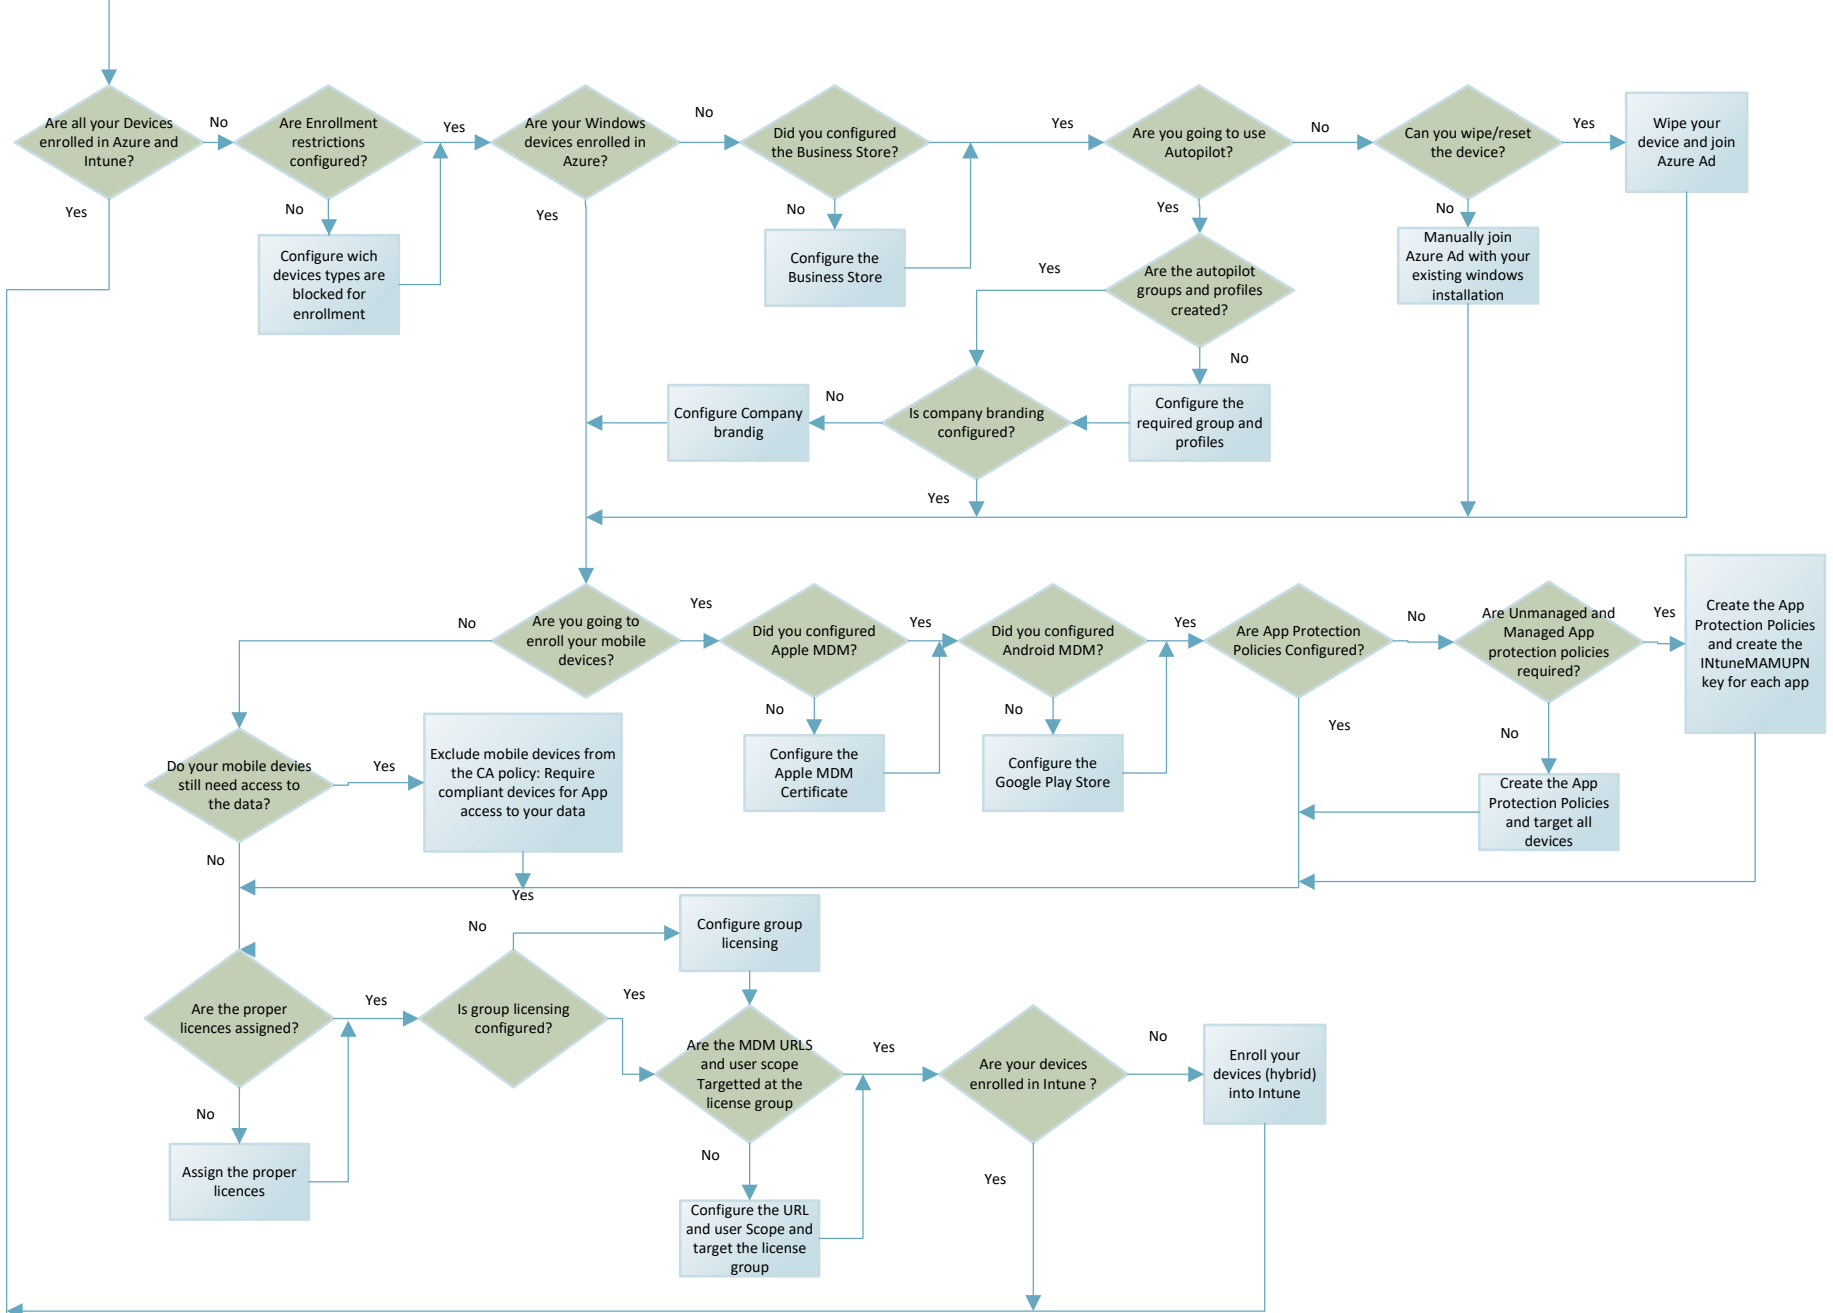 Are all your Devices
enrolled in Azure and
Intune?
No
Yes
Are Enrollment
restrictions
configured?
Yes
No
Configure wich
devices types are
blocked for
enrollment
Are your Windows
devices enrolled in
Azure?
No
Yes
Did you configured
the Business Store?
Yes
No
Configure the
Business Store
Are you going to use
Autopilot?
No
Yes
Can you wipe/reset
the device?
Yes
No
Wipe your
device and join
Azure Ad
Manually join
Azure Ad with your
existing windows
installation
Are the autopilot
groups and profiles
created?
Yes
No
Configure the
required group and
profiles
Is company branding
configured?
No
Yes
Configure Company
brandig
Are you going to
enroll your mobile
devices?
No
Yes
Did you configured
Apple MDM?
Yes
No
Configure the
Apple MDM
Certificate
Did you configured
Android MDM?
Yes
No
Configure the
Google Play Store
Are App Protection
Policies Configured?
No
Yes
Are Unmanaged and
Managed App
protection policies
required?
Yes
No
Create the App
Protection Policies
and create the
INtuneMAMUPN
key for each app
Create the App
Protection Policies
and target all
devices
Do your mobile devies
still need access to
the data?
Yes
No
Exclude mobile devices from
the CA policy: Require
compliant devices for App
access to your data
Yes
Are the proper
licences assigned?
Yes
No
Assign the proper
licences
Is group licensing
configured?
No
Yes
Configure group
licensing
Are the MDM URLS
and user scope
Targetted at the
license group
Yes
No
Configure the URL
and user Scope and
target the license
group
Are your devices
enrolled in Intune ?
No
Yes
Enroll your
devices (hybrid)
into Intune